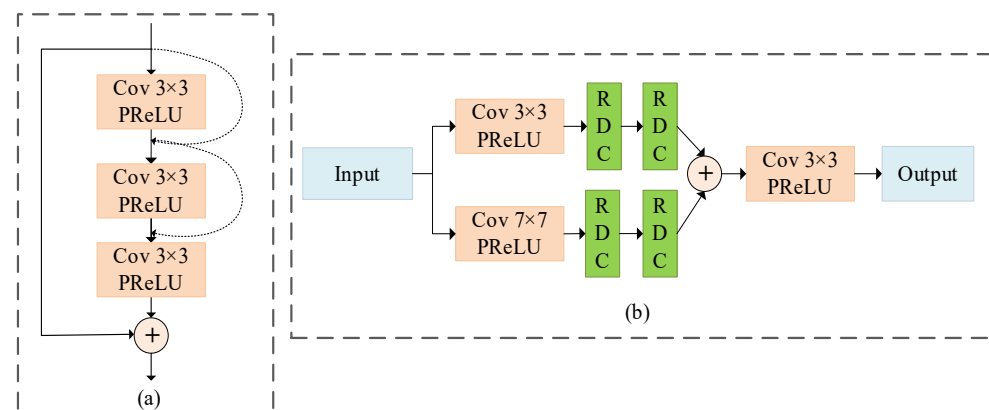 Cov 3×3
PReLU
Cov 3×3
PReLU
Cov 3×3
PReLU
+
(a)
Input
Cov 3×3
PReLU
R
D
C
R
D
C
Cov 7×7
PReLU
R
D
C
R
D
C
+
Cov 3×3
PReLU
Output
(b)